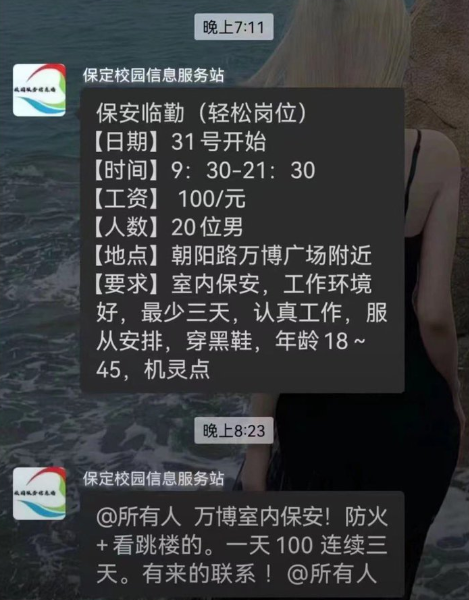 晚上7:11
保定校园信息服务站
保安临勤（轻松岗位）
【日期】31号开始
【时间】9：30-21：30
【工资】 100/元
【人数】20位男
【地点】朝阳路万博广场附近
【要求】室内保安，工作环境
好，最少三天，认真工作，服
从安排，穿黑鞋，年龄18～
45，机灵点
晚上8:23
保定校园信息服务站
@所有人 万博室内保安！防火
+看跳楼的。一天100 连续三
天。有来的联系！@所有人